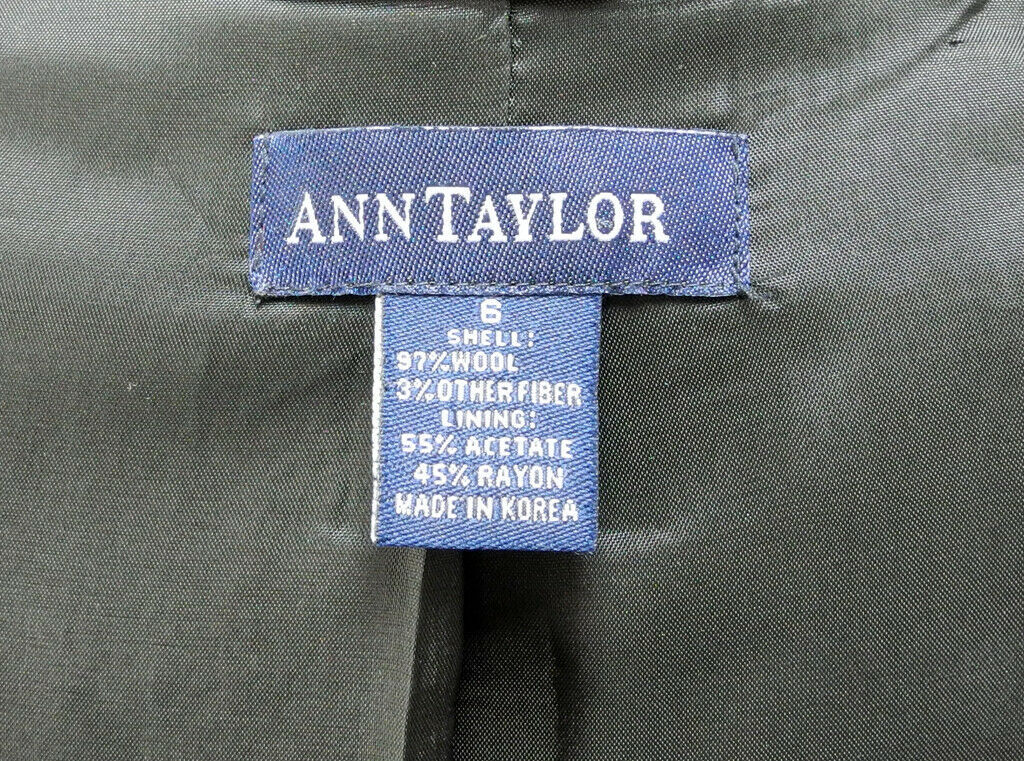 ANN TAYLOR
6
SHELL:
97% WOOL
3% OTHER FIBER
LINING:
55% ACETATE
45% RAYON
MADE IN KOREA